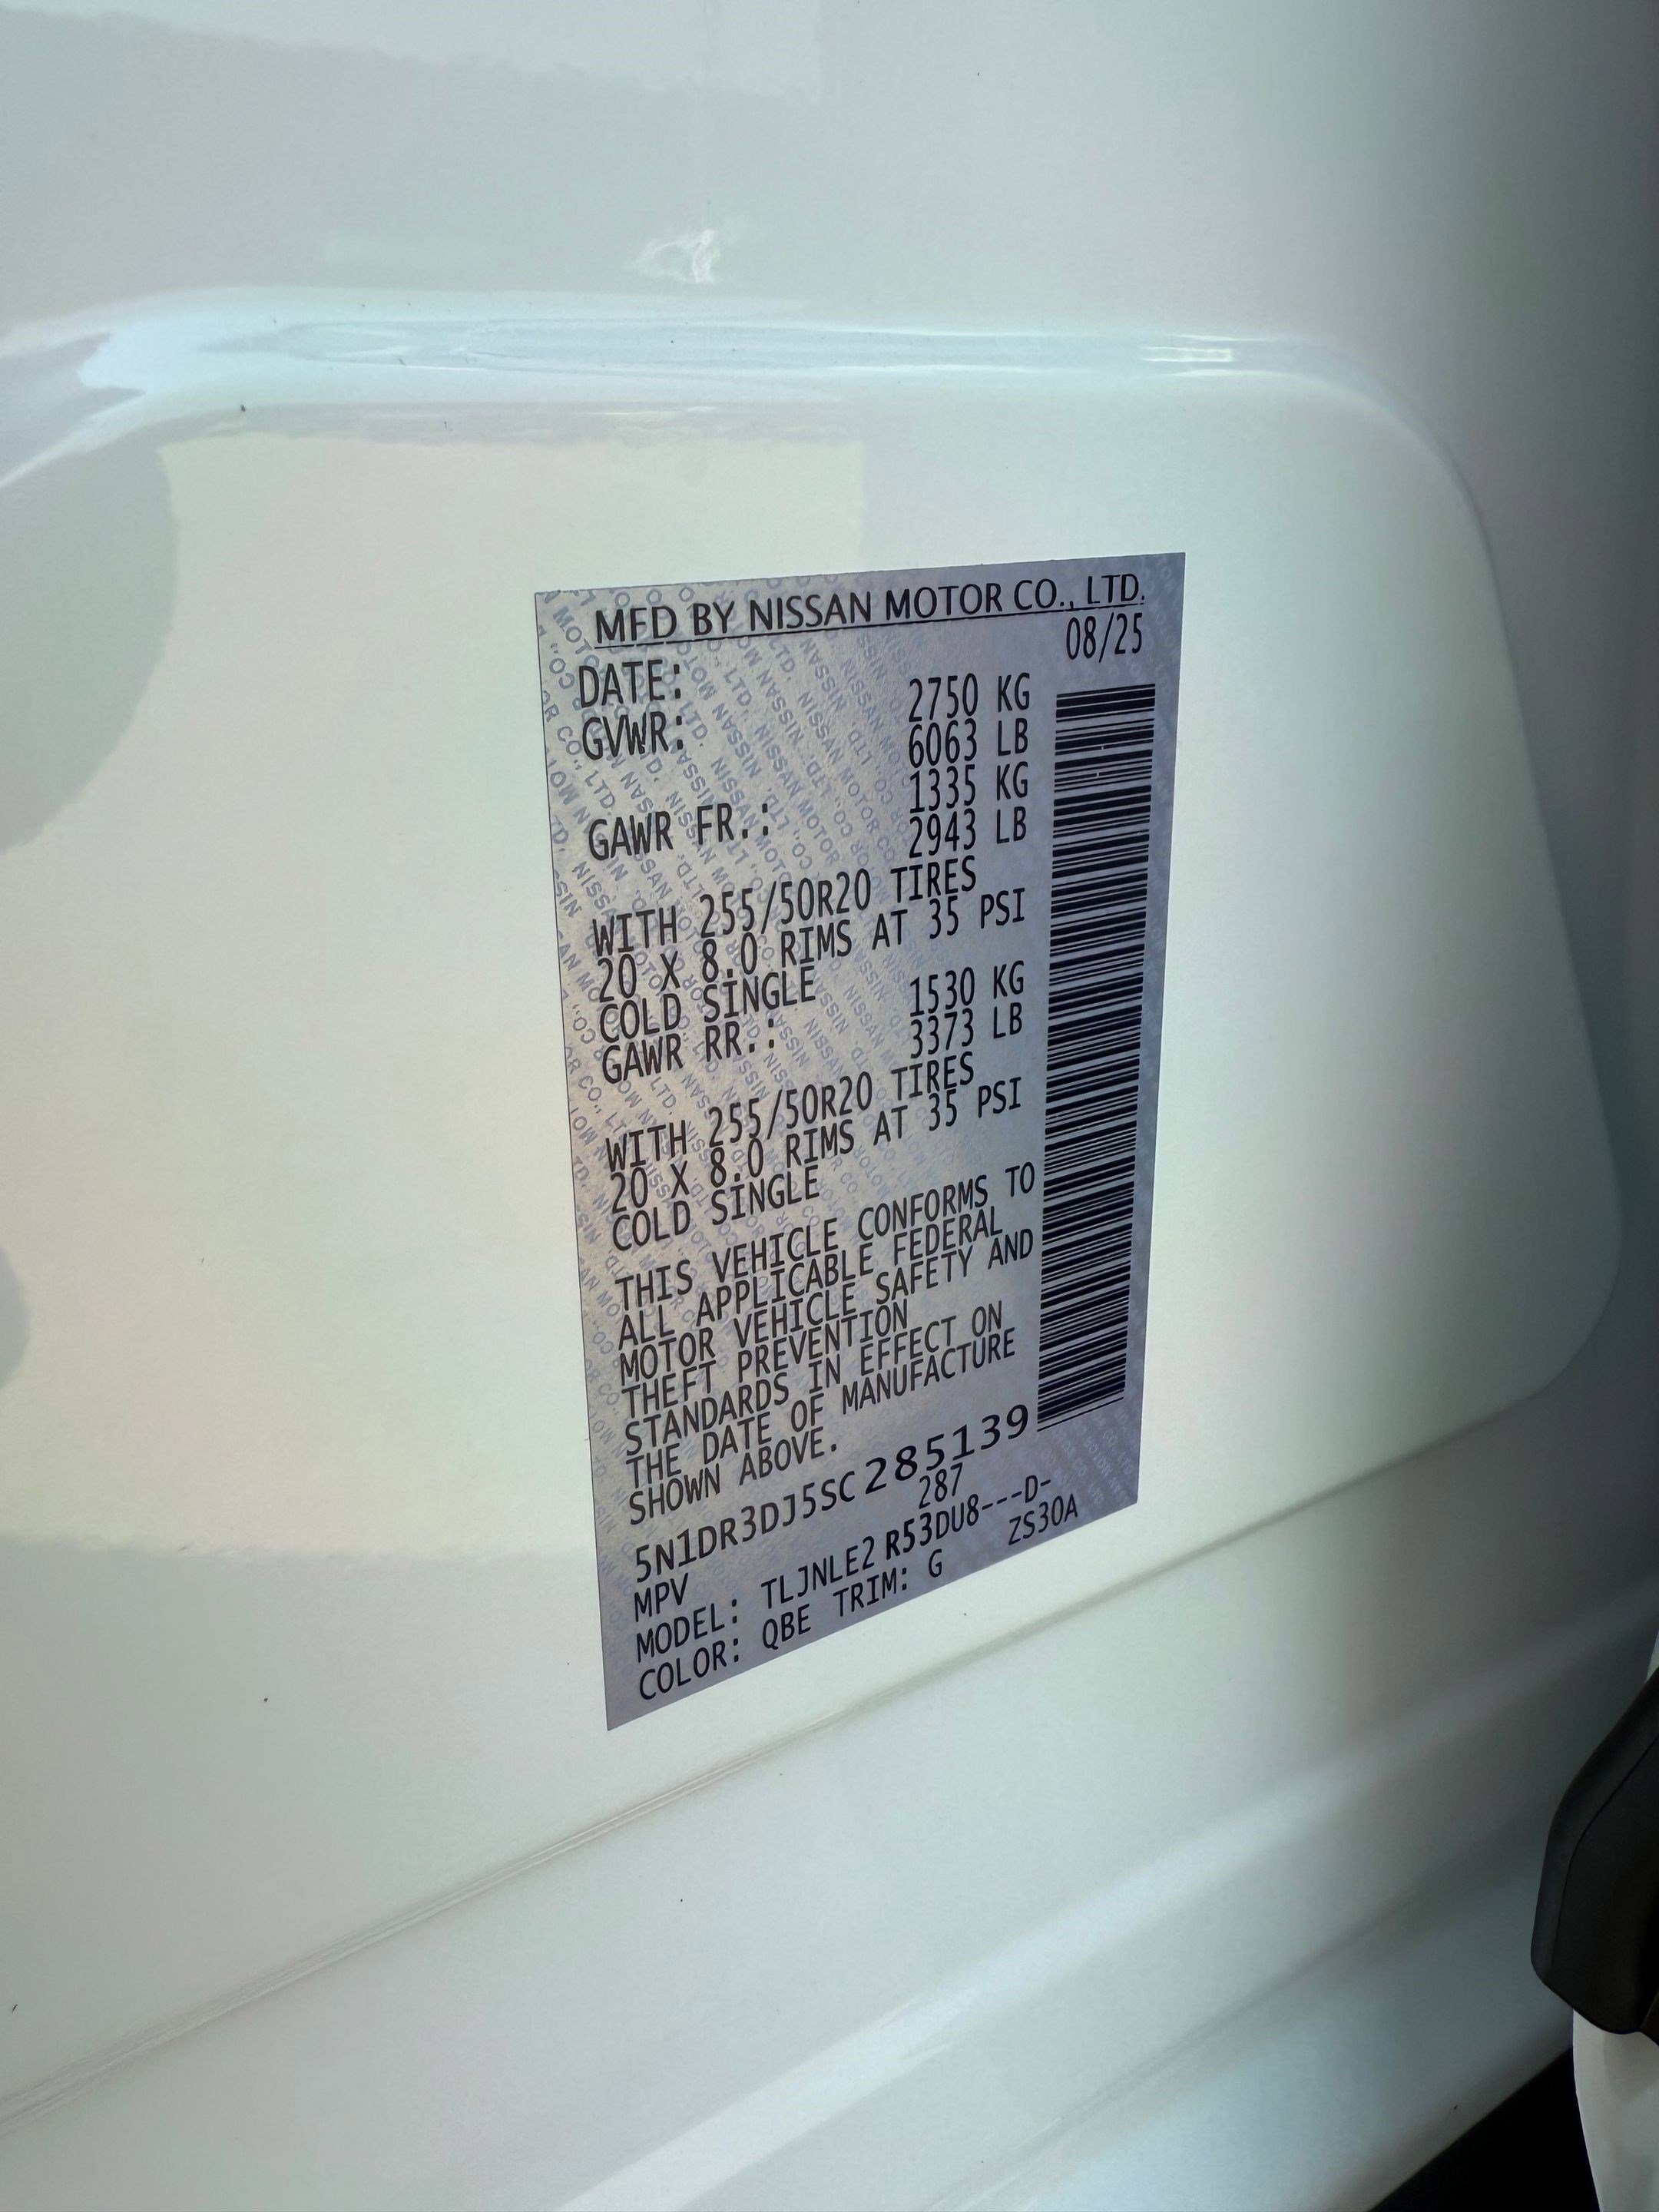 MFD BY NISSAN MOTOR CO., LTD.
DATE: 08/25
GVWR: 2750 KG
6063 LB
GAWR FR.: 1335 KG
2943 LB
WITH 255/50R20 TIRES
20 X 8.0 RIMS AT 35 PSI
COLD SINGLE
GAWR RR.: 1530 KG
3373 LB
WITH 255/50R20 TIRES
20 X 8.0 RIMS AT 35 PSI
COLD SINGLE
THIS VEHICLE CONFORMS TO
ALL APPLICABLE FEDERAL
MOTOR VEHICLE SAFETY AND
THEFT PREVENTION
STANDARDS IN EFFECT ON
THE DATE OF MANUFACTURE
SHOWN ABOVE.
5N1DR3DJ5SC285139
MPV 287
MODEL: TLJNLE2 R53DU8---D-
COLOR: QBE TRIM: G ZS30A